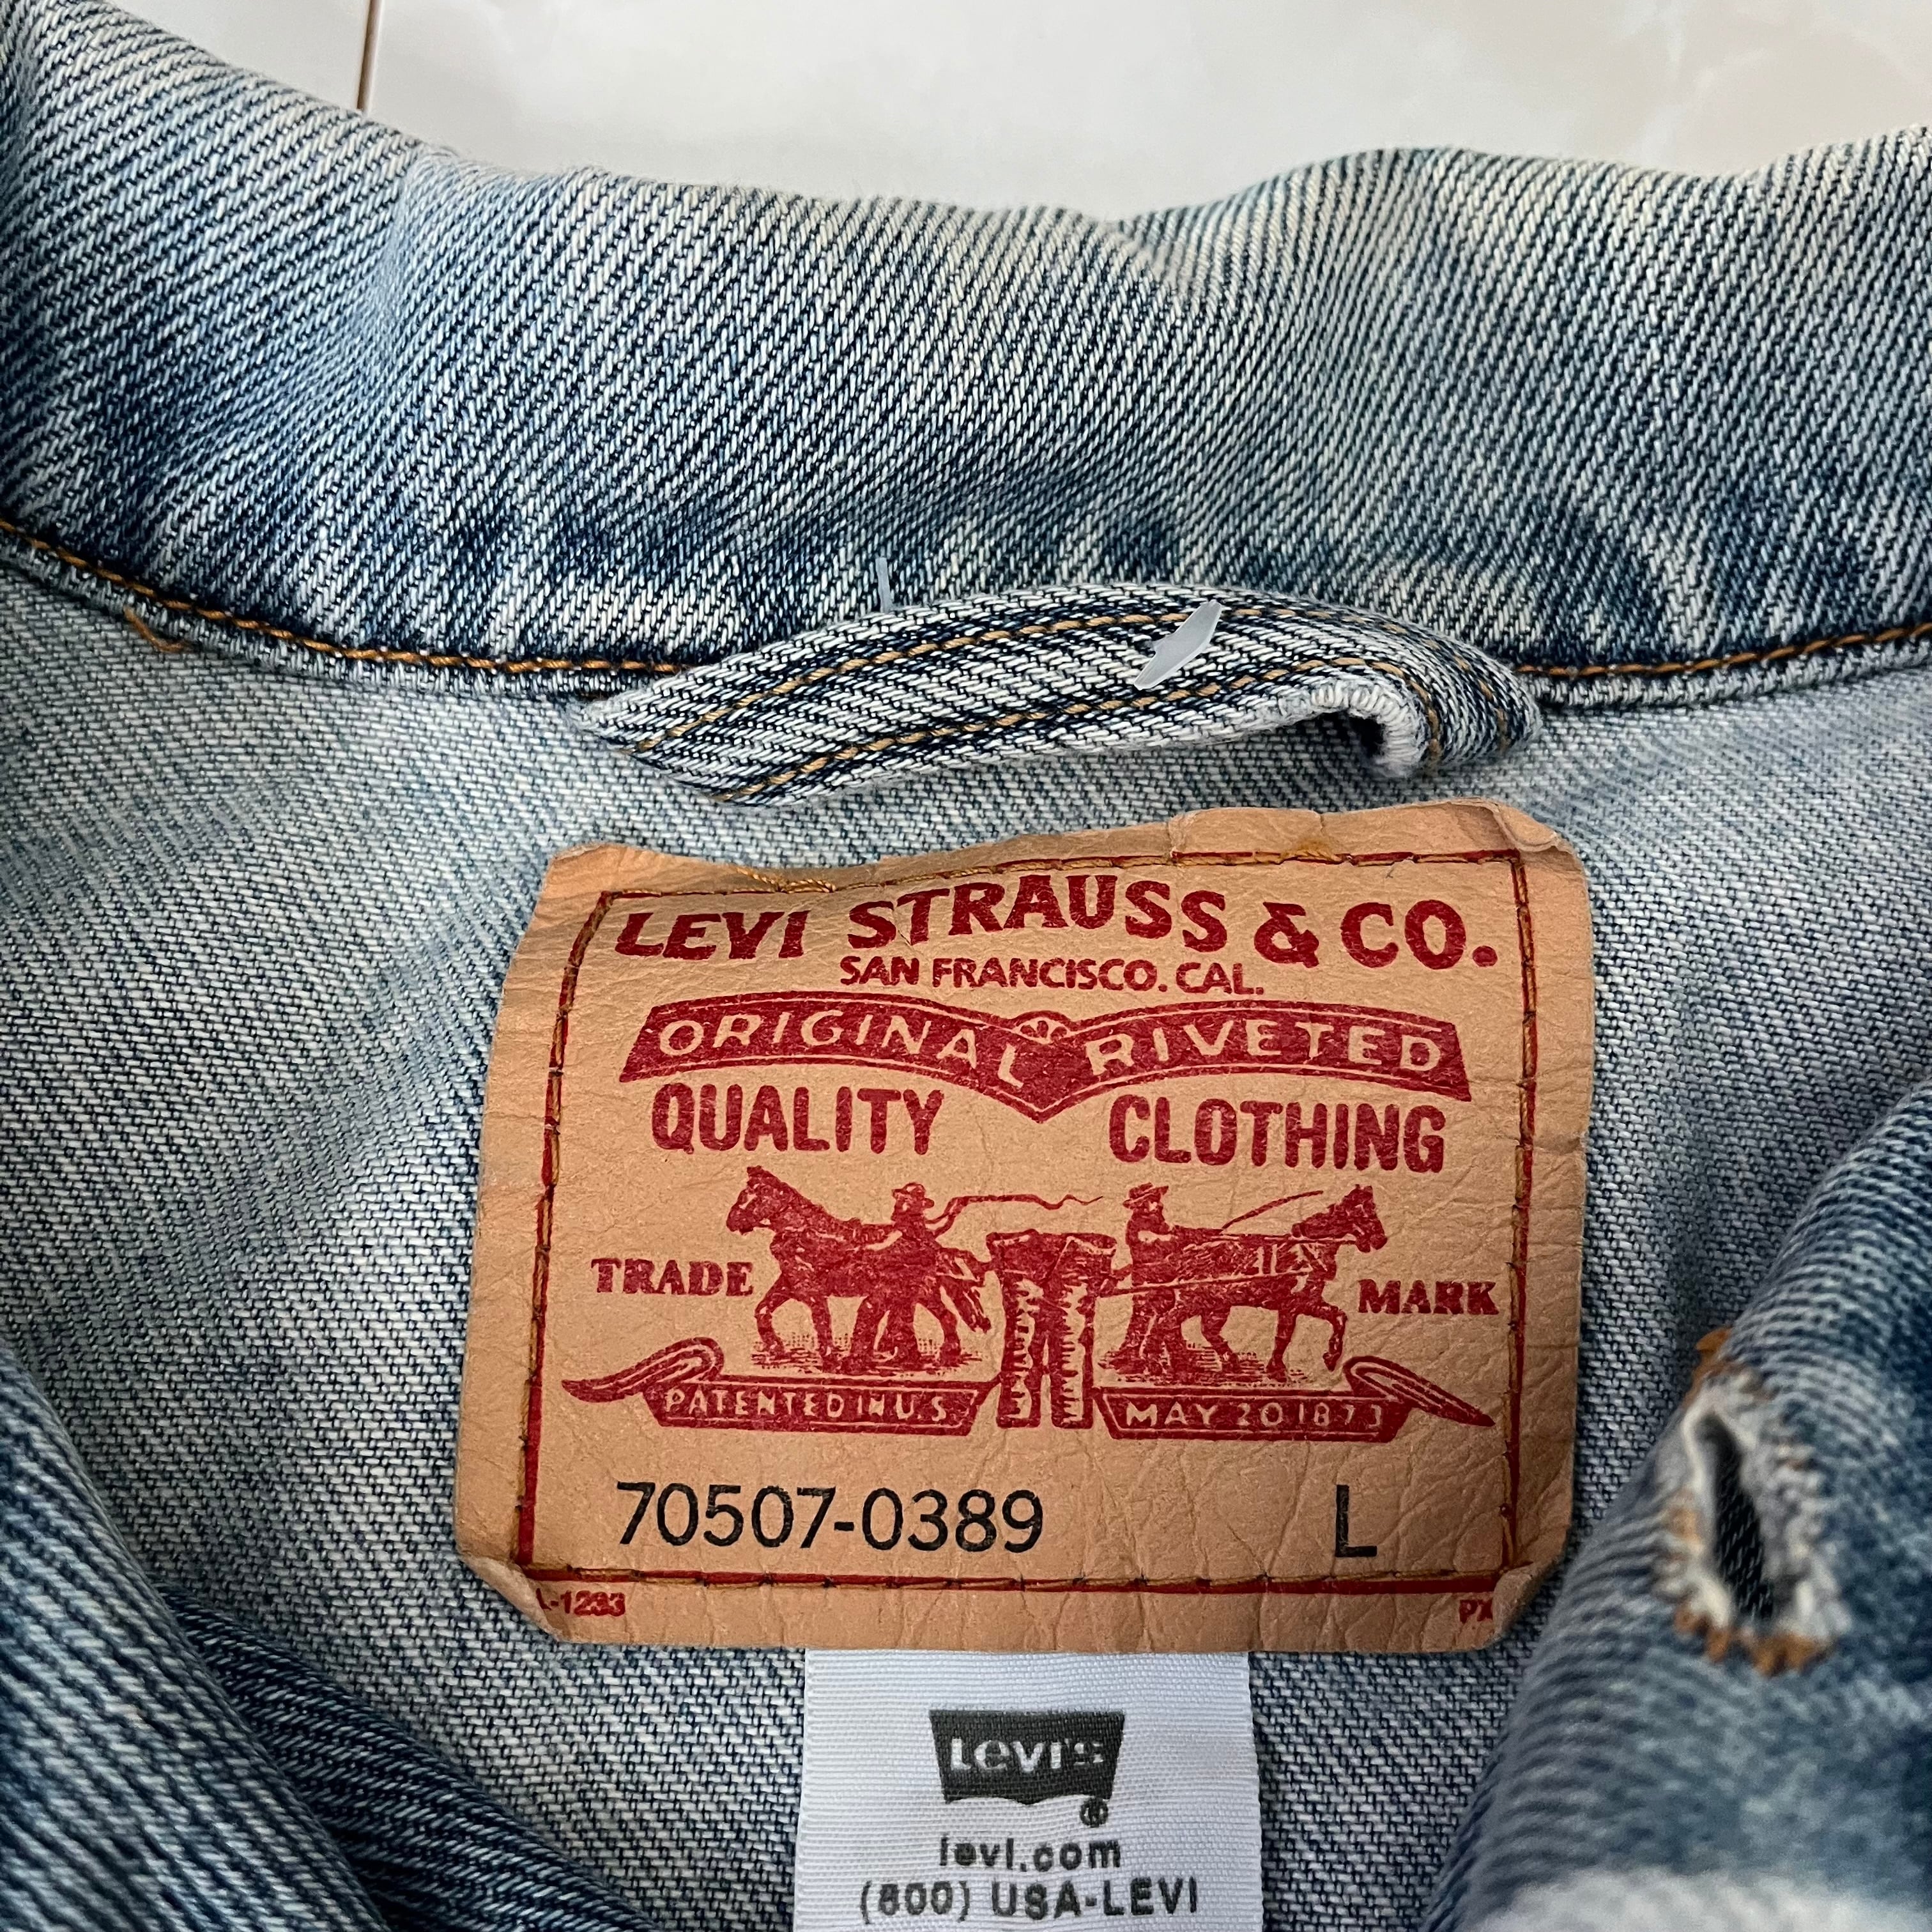 LEVI STRAUSS & CO.
SAN FRANCISCO. CAL.
ORIGINAL RIVETED
QUALITY CLOTHING
TRADE MARK
PATENTED IN U.S. MAY 20 1873
70507-0389 L
-1233 PX
Levi's ®
levi.com
(800) USA-LEVI